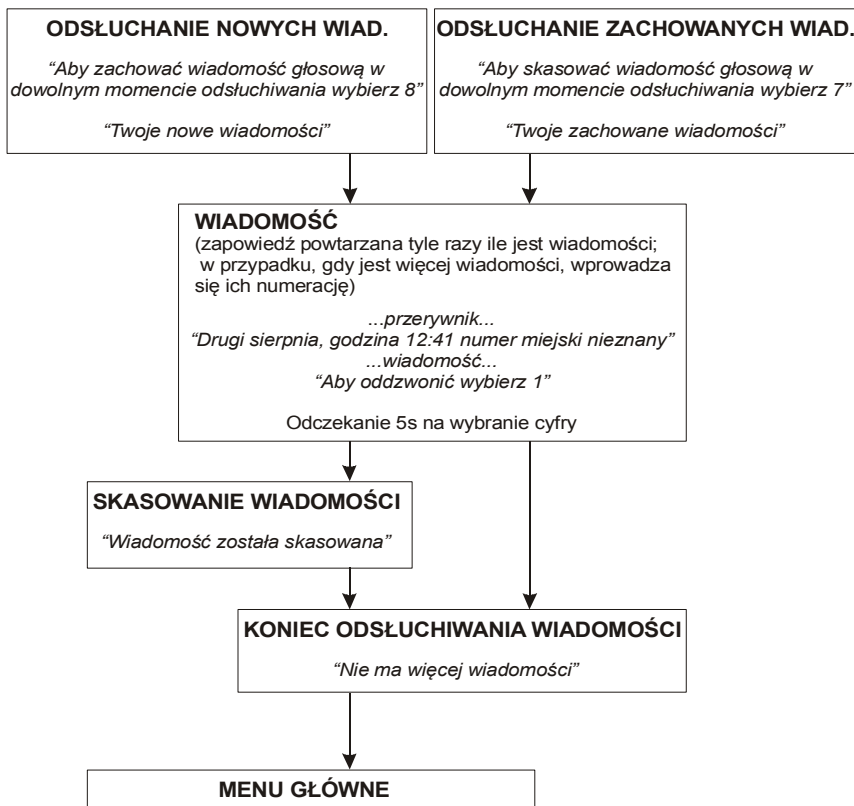 ODSŁUCHANIE NOWYCH WIAD.
“Aby zachować wiadomość głosową w
dowolnym momencie odsłuchiwania wybierz 8”
“Twoje nowe wiadomości”
ODSŁUCHANIE ZACHOWANYCH WIAD.
“Aby skasować wiadomość głosową w
dowolnym momencie odsłuchiwania wybierz 7”
“Twoje zachowane wiadomości”
WIADOMOŚĆ
(zapowiedź powtarzana tyle razy ile jest wiadomości;
w przypadku, gdy jest więcej wiadomości, wprowadza
się ich numerację)
...przerywnik...
“Drugi sierpnia, godzina 12:41 numer miejski nieznany”
...wiadomość...
“Aby oddzwonić wybierz 1”
Odczekanie 5s na wybranie cyfry
SKASOWANIE WIADOMOŚCI
“Wiadomość została skasowana”
KONIEC ODSŁUCHIWANIA WIADOMOŚCI
“Nie ma więcej wiadomości”
MENU GŁÓWNE